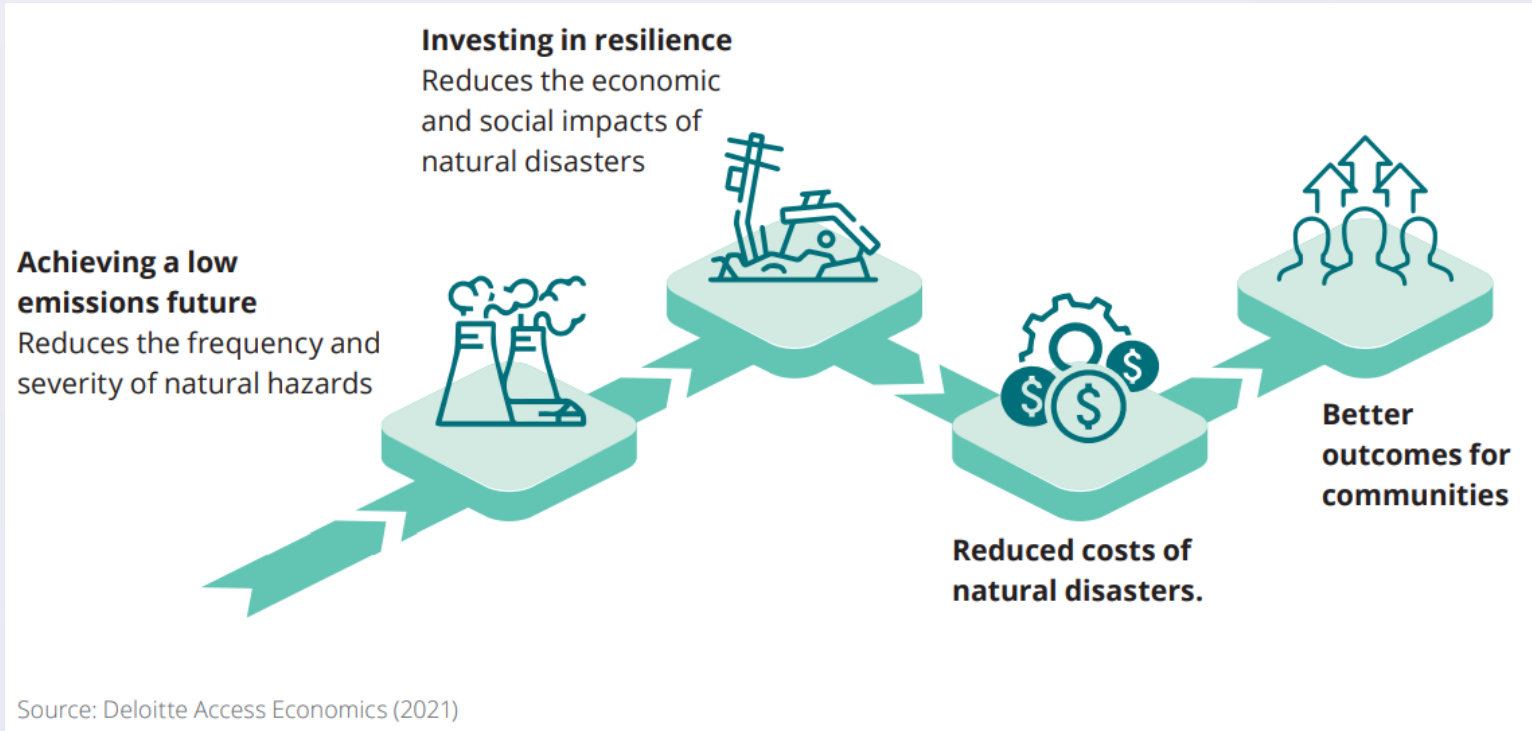 Investing in resilience
Reduces the economic
and social impacts of
natural disasters
Achieving a low
emissions future
Reduces the frequency and
severity of natural hazards
$
$
$
Better
outcomes for
communities
Reduced costs of
natural disasters.
Source: Deloitte Access Economics (2021)